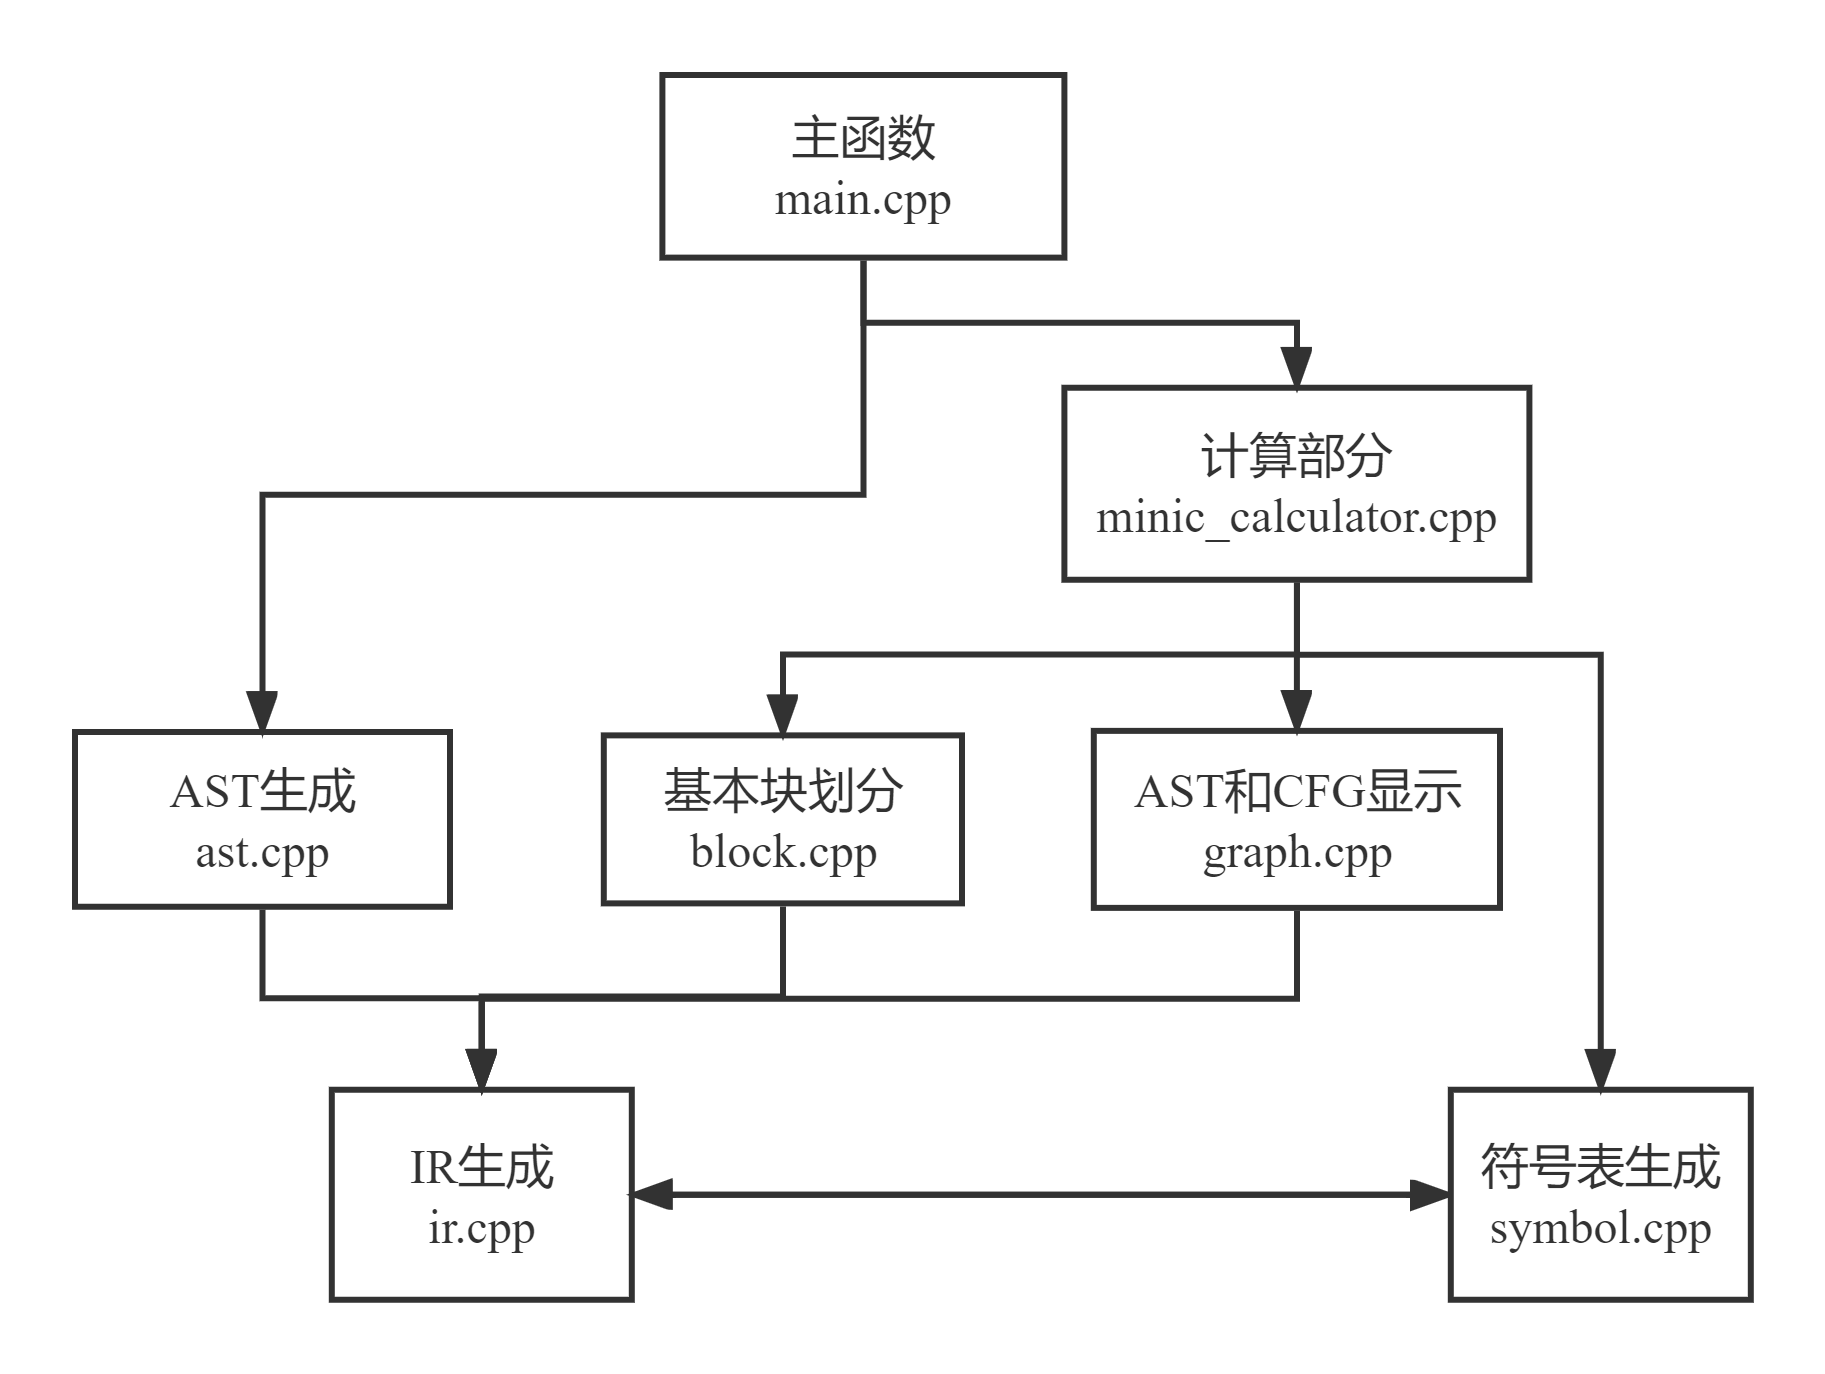 主函数
main.cpp
计算部分
minic_calculator.cpp
AST生成
ast.cpp
基本块划分
block.cpp
AST和CFG显示
graph.cpp
IR生成
ir.cpp
符号表生成
symbol.cpp